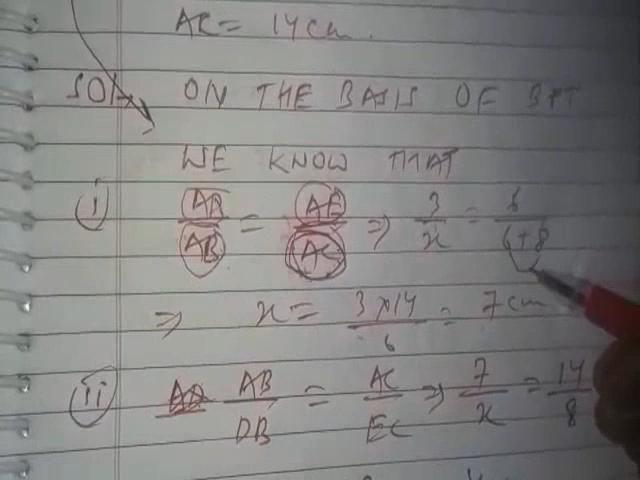 AC = 14cm.
SOL ON THE BASIS OF BPT
WE KNOW THAT
(i) AD/AB = AE/AC ⇒ 3/x = 6/6+8
⇒ x = 3×14/6 = 7cm
(ii) AB/DB = AC/EC ⇒ 7/x = 14/8